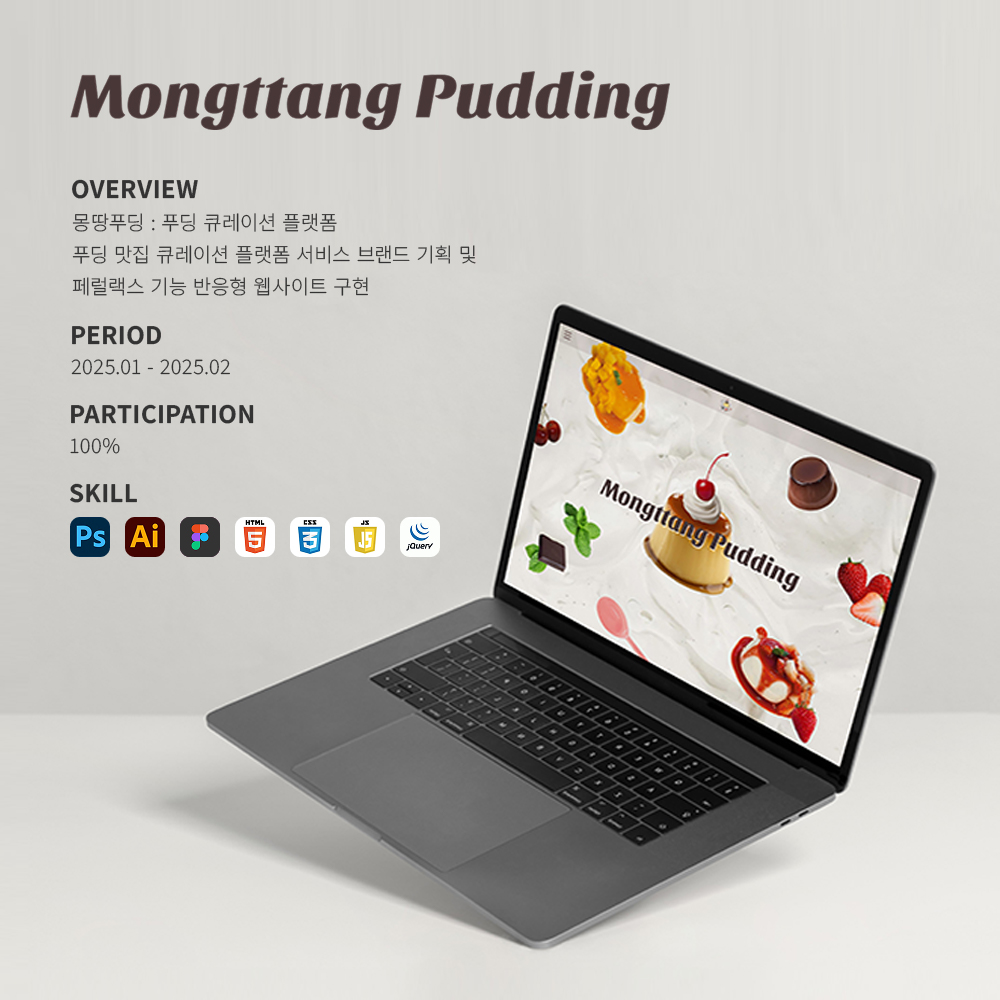 Mongttang Pudding
OVERVIEW
몽땅푸딩 : 푸딩 큐레이션 플랫폼
푸딩 맛집 큐레이션 플랫폼 서비스 브랜드 기획 및
페럴랙스 기능 반응형 웹사이트 구현
PERIOD
2025.01 - 2025.02
PARTICIPATION
100%
SKILL
Ps Ai HTML 5 CSS 3 JS JS jQuery
Mongttang Pudding